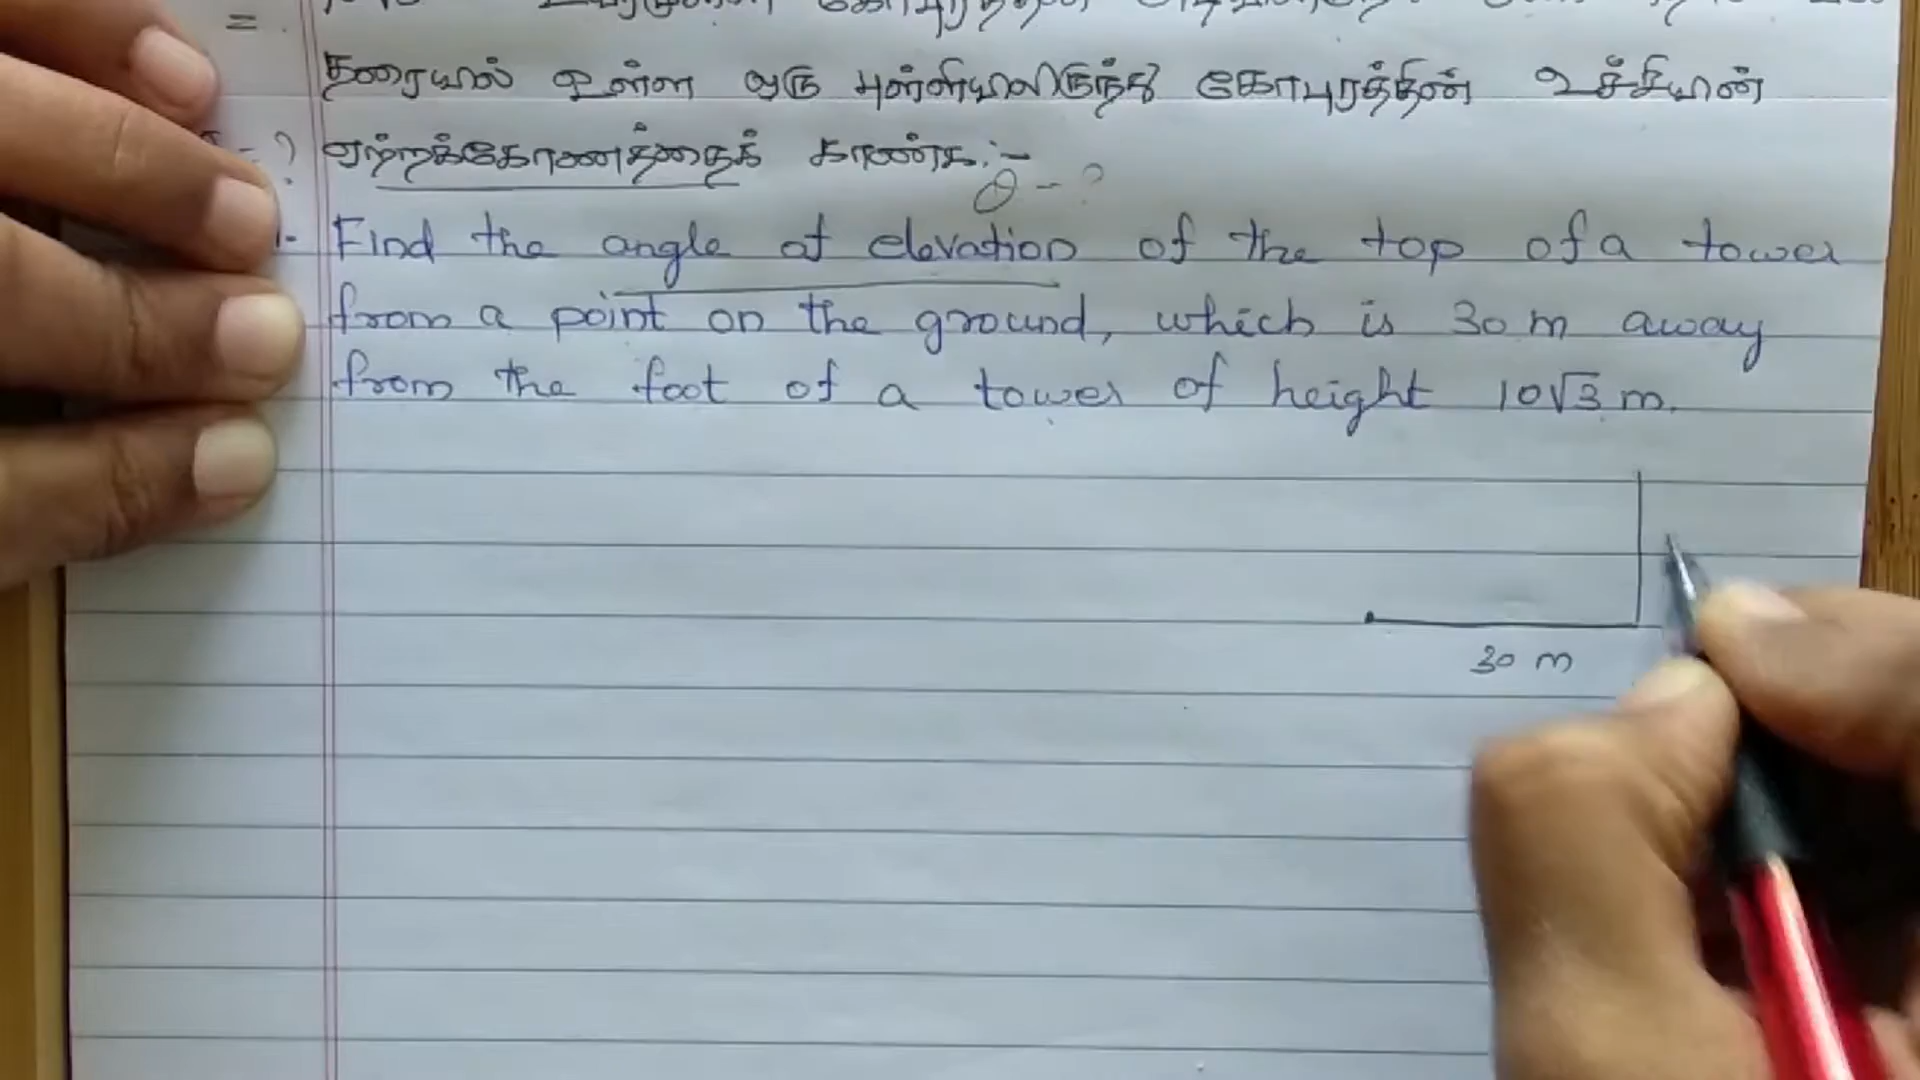 =
தரையில் உள்ள ஒரு புள்ளியிலிருந்து கோபுரத்தின் உச்சியின்
- ? ஏற்றக்கோணத்தைக் காண்க:-
θ - ?
1- Find the angle of elevation of the top of a tower
from a point on the ground, which is 30 m away
from the foot of a tower of height 10√3 m.
30 m